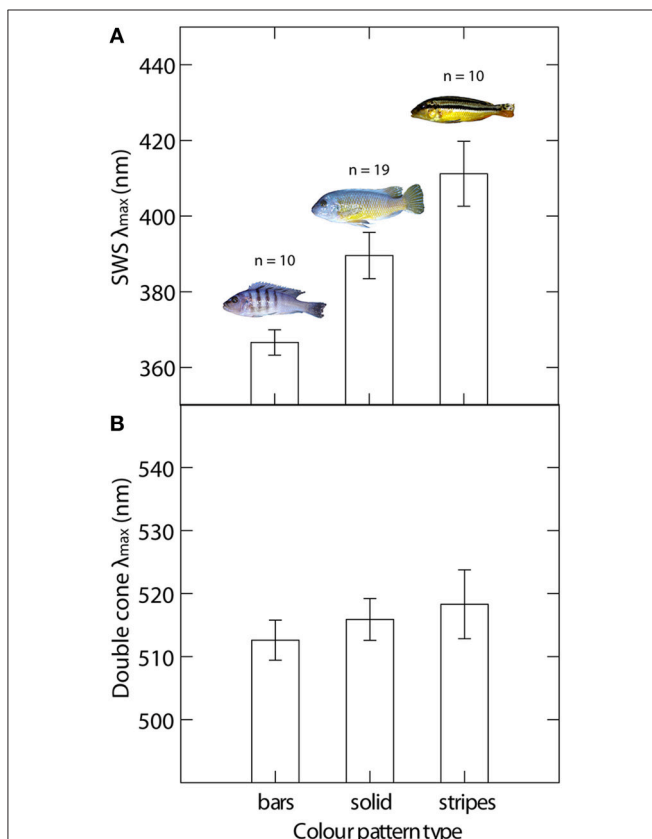 A
440
420
400
380
360
SWS λmax (nm)
n = 10
n = 19
n = 10
B
540
530
520
510
500
Double cone λmax (nm)
bars solid stripes
Colour pattern type